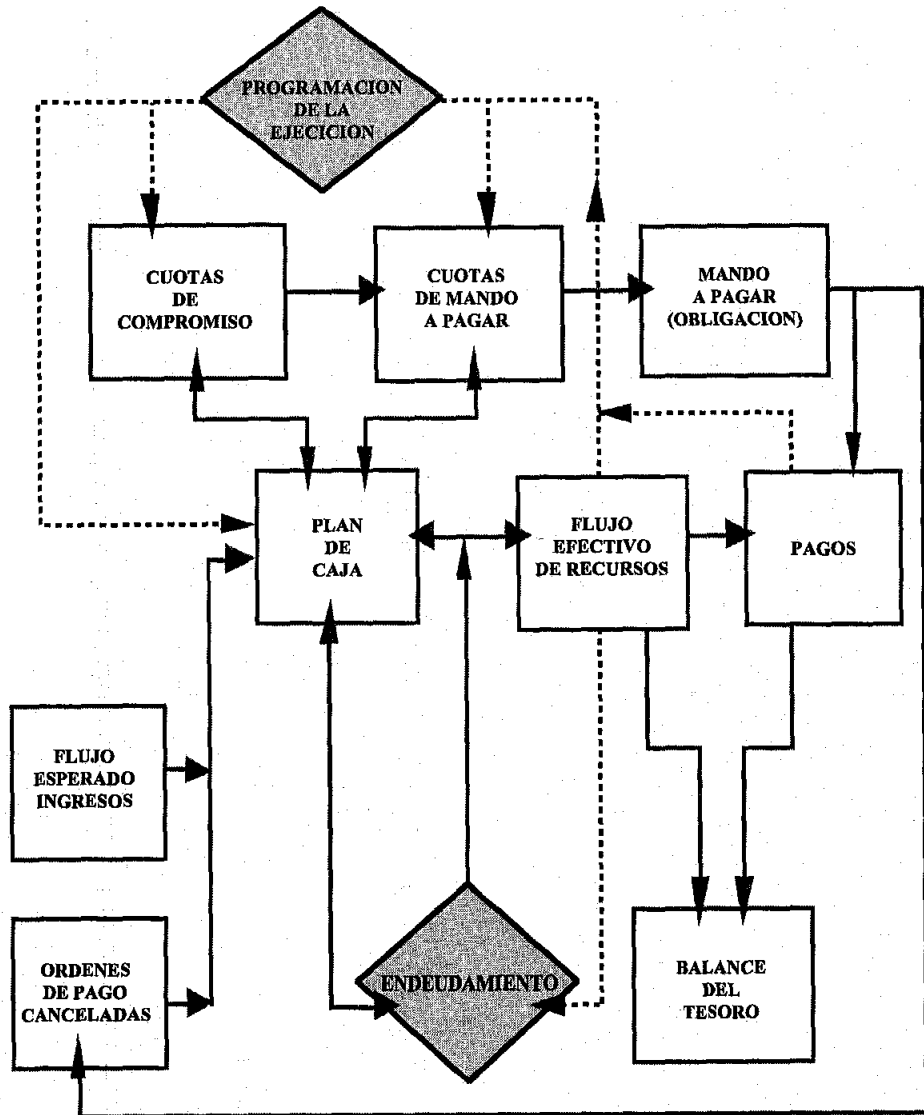 PROGRAMACION
DE LA
EJECICION
CUOTAS
DE
COMPROMISO
CUOTAS
DE MANDO
A PAGAR
MANDO
A PAGAR
(OBLIGACION)
PLAN
DE
CAJA
FLUJO
EFECTIVO
DE RECURSOS
PAGOS
FLUJO
ESPERADO
INGRESOS
ORDENES
DE PAGO
CANCELADAS
ENDEUDAMIENTO
BALANCE
DEL
TESORO